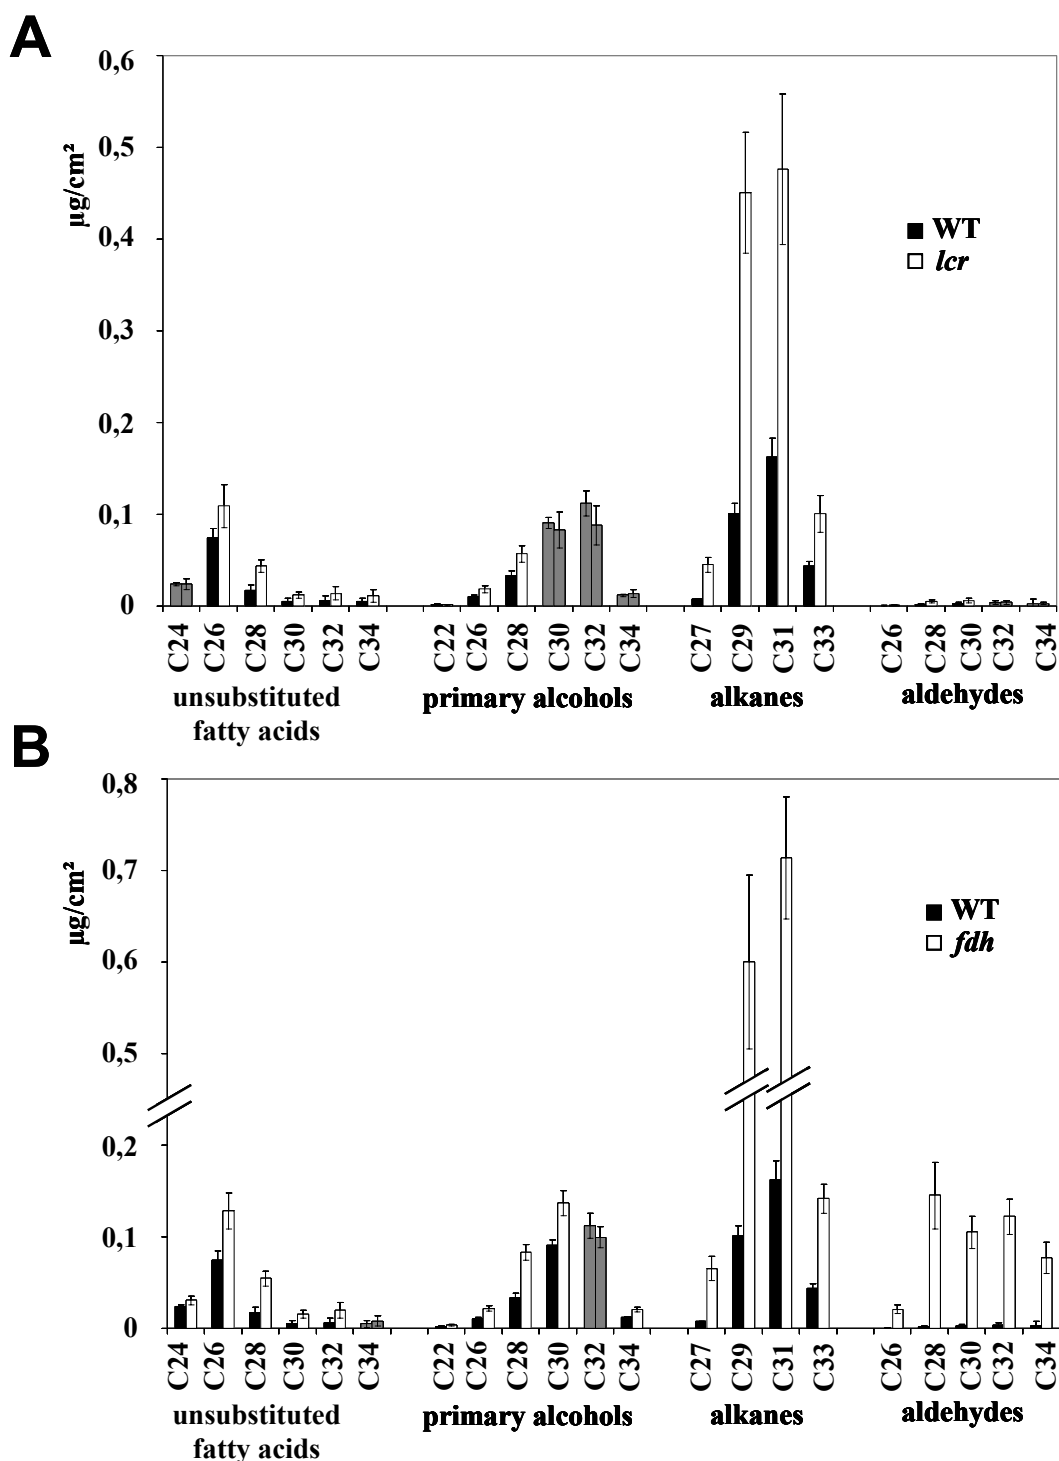 A
0,6
0,5
0,4
0,3
0,2
0,1
0
µg/cm²
WT
lcr
C24 C26 C28 C30 C32 C34 C22 C26 C28 C30 C32 C34 C27 C29 C31 C33 C26 C28 C30 C32 C34
unsubstituted primary alcohols alkanes aldehydes
fatty acids
B
0,8
0,7
0,6
0,5
0,2
0,1
0
µg/cm²
WT
fdh
C24 C26 C28 C30 C32 C34 C22 C26 C28 C30 C32 C34 C27 C29 C31 C33 C26 C28 C30 C32 C34
unsubstituted primary alcohols alkanes aldehydes
fatty acids